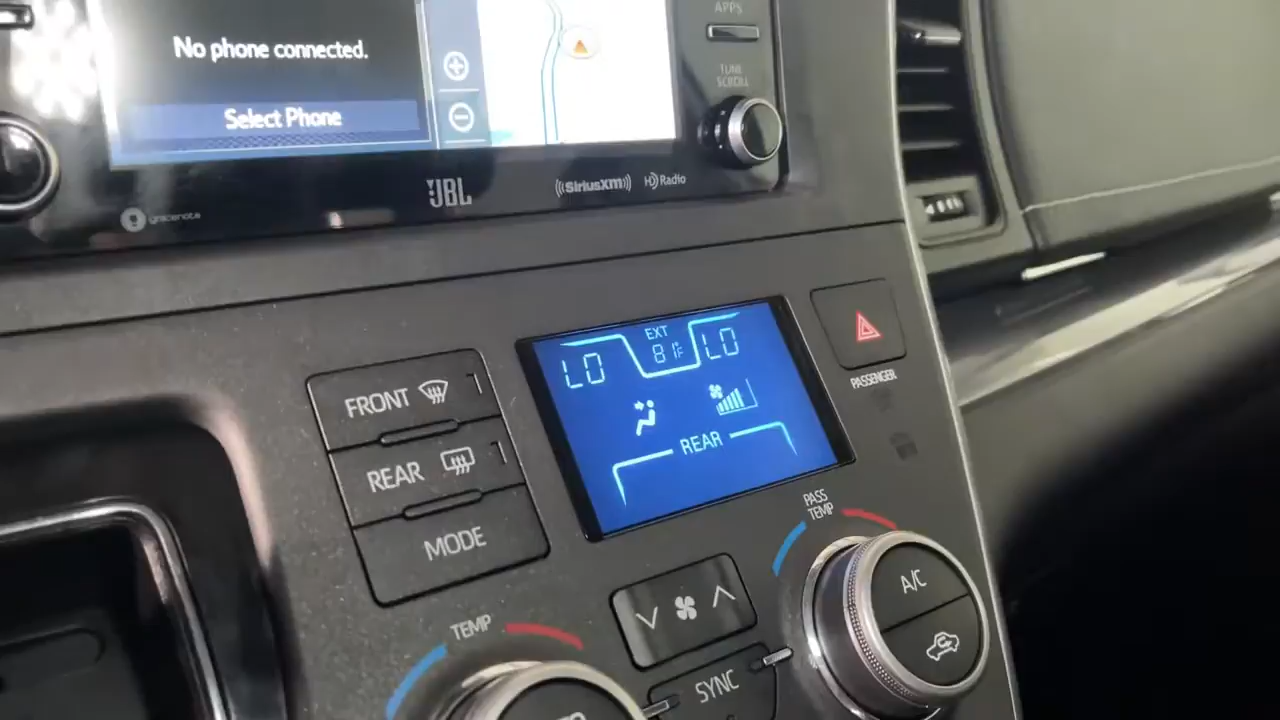 APPS
No phone connected.
TUNE
SCROLL
Select Phone
JBL
((SiriusXM))
HD Radio
gracenote
EXT
LO
81°F
LO
PASSENGER
FRONT
REAR
REAR
MODE
PASS
TEMP
A/C
TEMP
SYNC